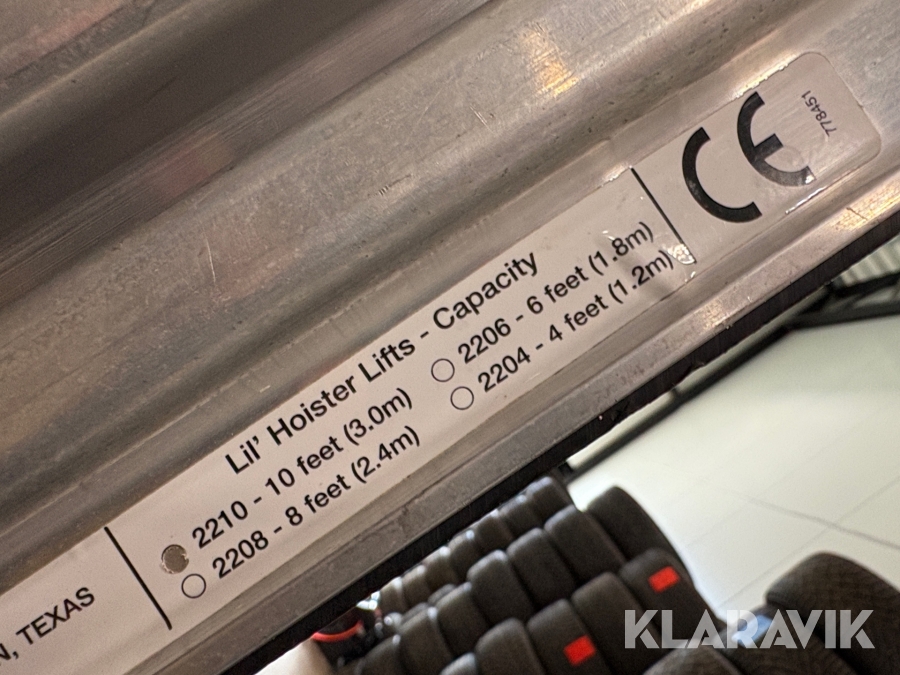 Lil' Hoister Lifts - Capacity
2210 - 10 feet (3.0m)
2208 - 8 feet (2.4m)
2206 - 6 feet (1.8m)
2204 - 4 feet (1.2m)
CE
778451
N, TEXAS
KLARAVIK